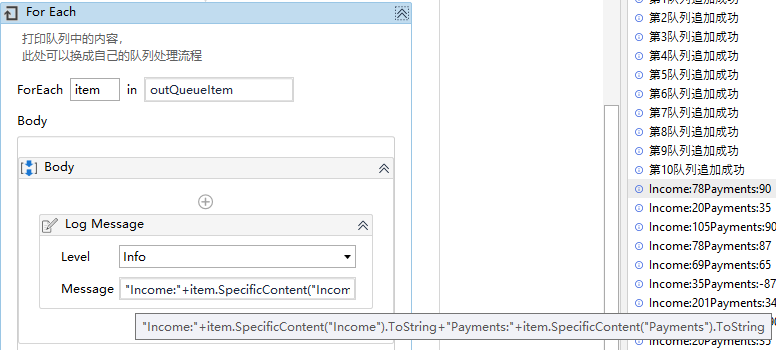 For Each
打印队列中的内容，
此处可以换成自己的队列处理流程
ForEach item in outQueueItem
Body
Body
Log Message
Level Info
Message "Income:"+item.SpecificContent("Incom
"Income:"+item.SpecificContent("Income").ToString+"Payments:"+item.SpecificContent("Payments").ToString
第2队列追加成功
第3队列追加成功
第4队列追加成功
第5队列追加成功
第6队列追加成功
第7队列追加成功
第8队列追加成功
第9队列追加成功
第10队列追加成功
Income:78Payments:90
Income:20Payments:35
Income:105Payments:90
Income:78Payments:87
Income:69Payments:65
Income:35Payments:-87
Income:201Payments:34
Income:20Payments:35